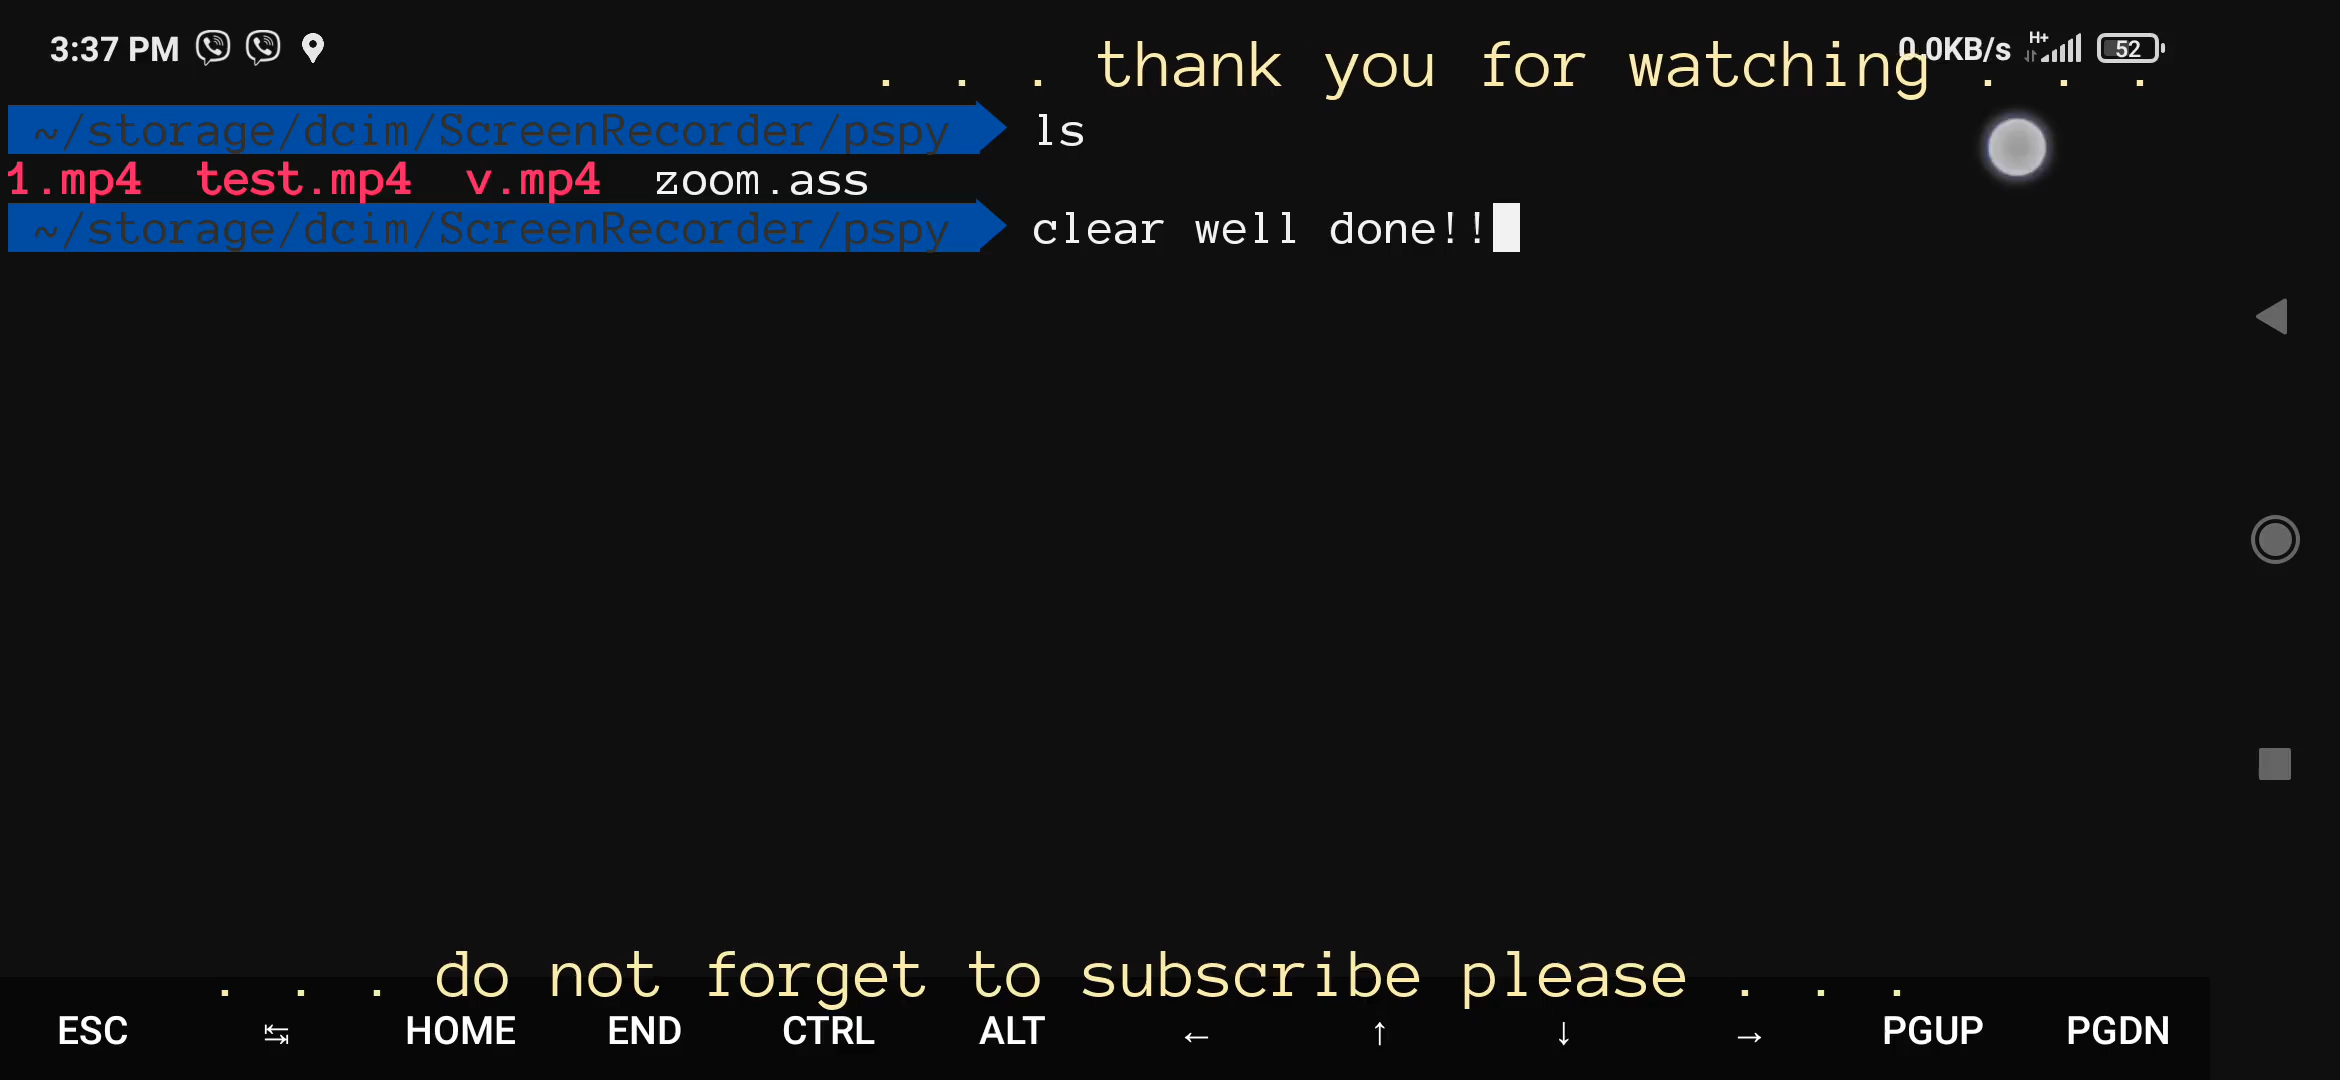 3:37 PM 0.0KB/s H+ 52
. . . thank you for watching . . .
~/storage/dcim/ScreenRecorder/pspy ls
1.mp4 test.mp4 v.mp4 zoom.ass
~/storage/dcim/ScreenRecorder/pspy clear well done!!
. . . do not forget to subscribe please . . .
ESC ↹ HOME END CTRL ALT ← ↑ ↓ → PGUP PGDN